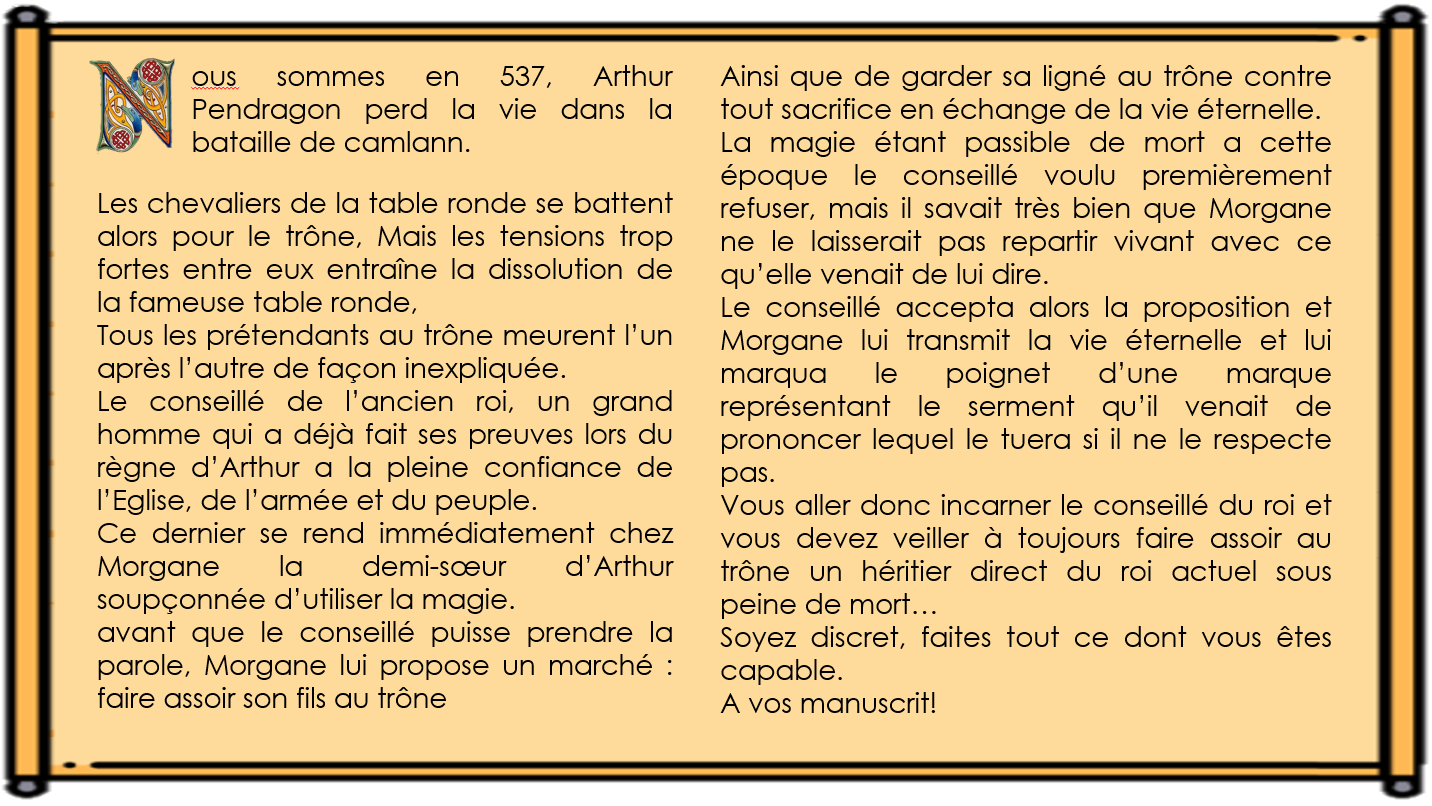 Nous sommes en 537, Arthur
Pendragon perd la vie dans la
bataille de camlann.
Les chevaliers de la table ronde se battent
alors pour le trône, Mais les tensions trop
fortes entre eux entraîne la dissolution de
la fameuse table ronde,
Tous les prétendants au trône meurent l’un
après l’autre de façon inexpliquée.
Le conseillé de l’ancien roi, un grand
homme qui a déjà fait ses preuves lors du
règne d’Arthur a la pleine confiance de
l’Eglise, de l’armée et du peuple.
Ce dernier se rend immédiatement chez
Morgane la demi-sœur d’Arthur
soupçonnée d’utiliser la magie.
avant que le conseillé puisse prendre la
parole, Morgane lui propose un marché :
faire assoir son fils au trône
Ainsi que de garder sa ligné au trône contre
tout sacrifice en échange de la vie éternelle.
La magie étant passible de mort a cette
époque le conseillé voulu premièrement
refuser, mais il savait très bien que Morgane
ne le laisserait pas repartir vivant avec ce
qu’elle venait de lui dire.
Le conseillé accepta alors la proposition et
Morgane lui transmit la vie éternelle et lui
marqua le poignet d’une marque
représentant le serment qu’il venait de
prononcer lequel le tuera si il ne le respecte
pas.
Vous aller donc incarner le conseillé du roi et
vous devez veiller à toujours faire assoir au
trône un héritier direct du roi actuel sous
peine de mort…
Soyez discret, faites tout ce dont vous êtes
capable.
A vos manuscrit!